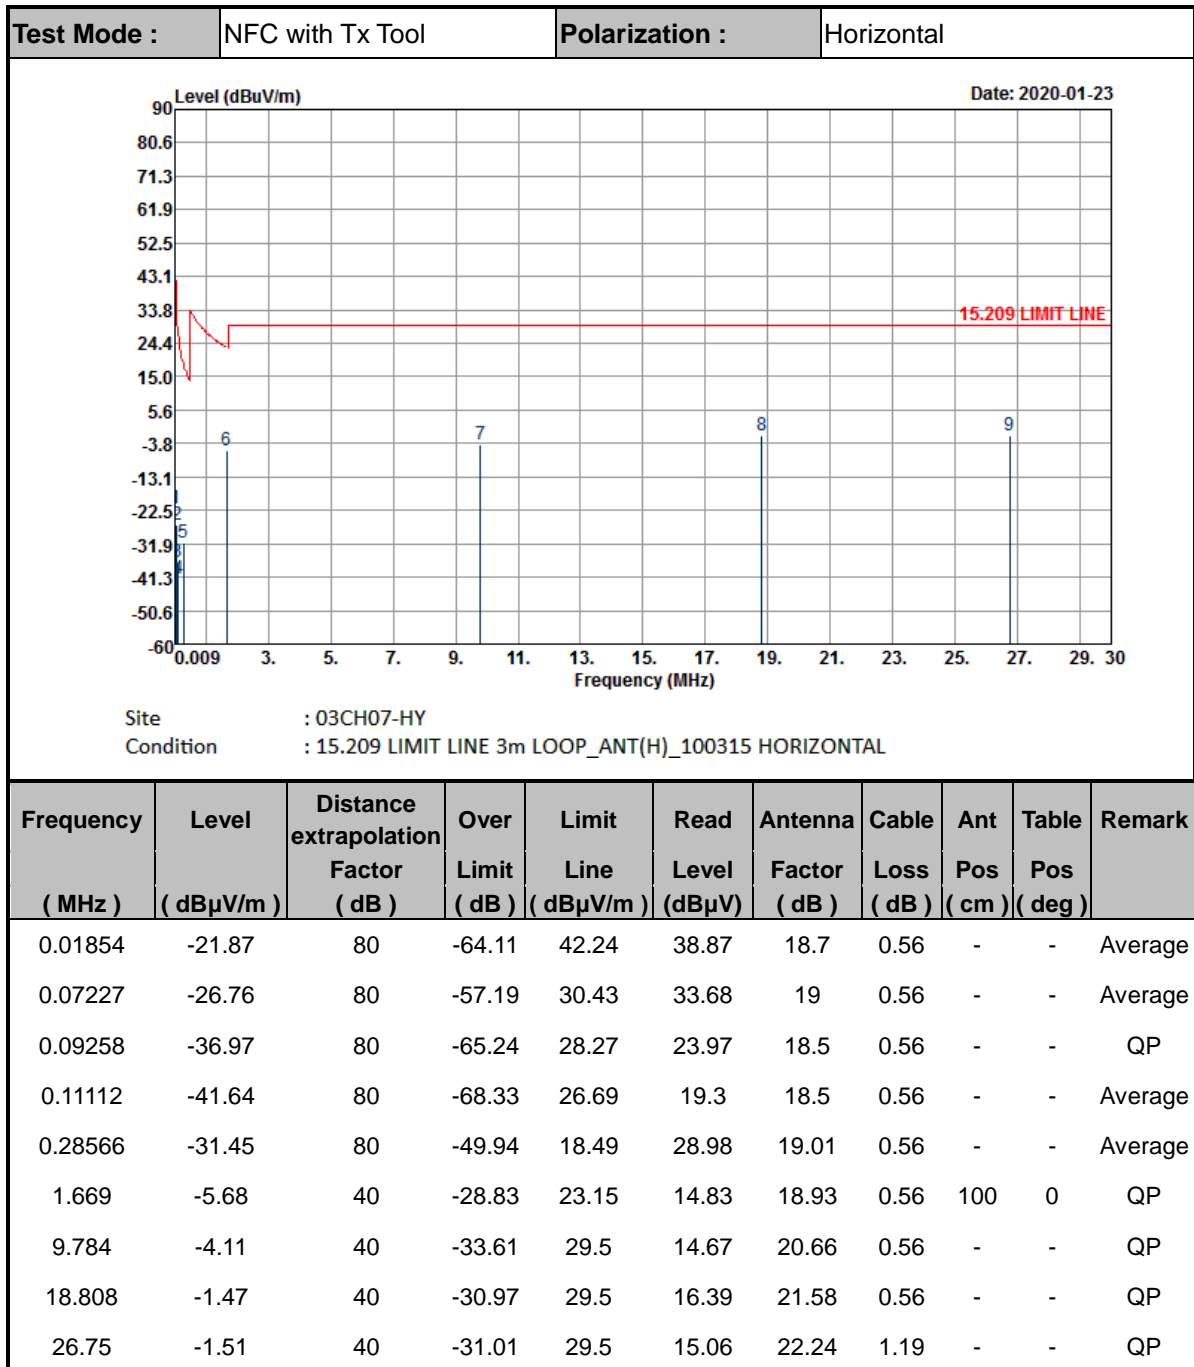 Test Mode : NFC with Tx Tool Polarization : Horizontal
Level (dBuV/m) Date: 2020-01-23
90
80.6
71.3
61.9
52.5
43.1
33.8
24.4
15.0
5.6
-3.8
-13.1
-22.5
-31.9
-41.3
-50.6
-60
15.209 LIMIT LINE
1
2
3
4
5
6
7
8
9
0.009 3. 5. 7. 9. 11. 13. 15. 17. 19. 21. 23. 25. 27. 29. 30
Frequency (MHz)
Site : 03CH07-HY
Condition : 15.209 LIMIT LINE 3m LOOP_ANT(H)_100315 HORIZONTAL
Frequency Level Distance extrapolation Over Limit Read Antenna Cable Ant Table Remark
Factor Limit Line Level Factor Loss Pos Pos
( MHz ) ( dBµV/m ) ( dB ) ( dB ) ( dBµV/m ) (dBµV) ( dB ) ( dB ) ( cm ) ( deg )
0.01854 -21.87 80 -64.11 42.24 38.87 18.7 0.56 - - Average
0.07227 -26.76 80 -57.19 30.43 33.68 19 0.56 - - Average
0.09258 -36.97 80 -65.24 28.27 23.97 18.5 0.56 - - QP
0.11112 -41.64 80 -68.33 26.69 19.3 18.5 0.56 - - Average
0.28566 -31.45 80 -49.94 18.49 28.98 19.01 0.56 - - Average
1.669 -5.68 40 -28.83 23.15 14.83 18.93 0.56 100 0 QP
9.784 -4.11 40 -33.61 29.5 14.67 20.66 0.56 - - QP
18.808 -1.47 40 -30.97 29.5 16.39 21.58 0.56 - - QP
26.75 -1.51 40 -31.01 29.5 15.06 22.24 1.19 - - QP